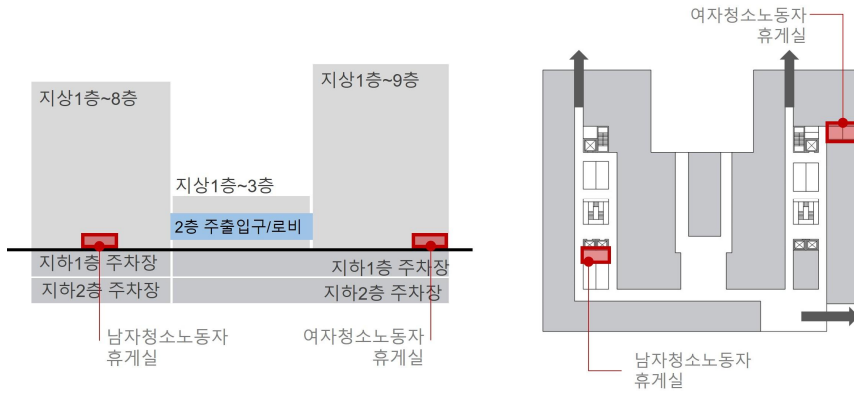 지상1층~8층
지상1층~9층
지상1층~3층
2층 주출입구/로비
지하1층 주차장
지하1층 주차장
지하2층 주차장
지하2층 주차장
남자청소노동자
휴게실
여자청소노동자
휴게실
여자청소노동자
휴게실
남자청소노동자
휴게실